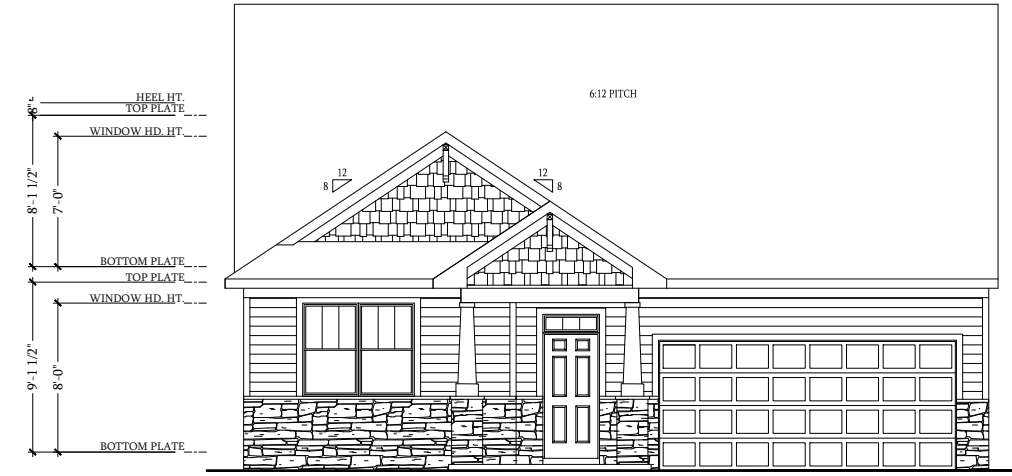 6:12 PITCH
HEEL HT.
8"
TOP PLATE
WINDOW HD. HT.
12
8
12
8
8'-1 1/2"
7'-0"
BOTTOM PLATE
TOP PLATE
WINDOW HD. HT.
9'-1 1/2"
8'-0"
BOTTOM PLATE